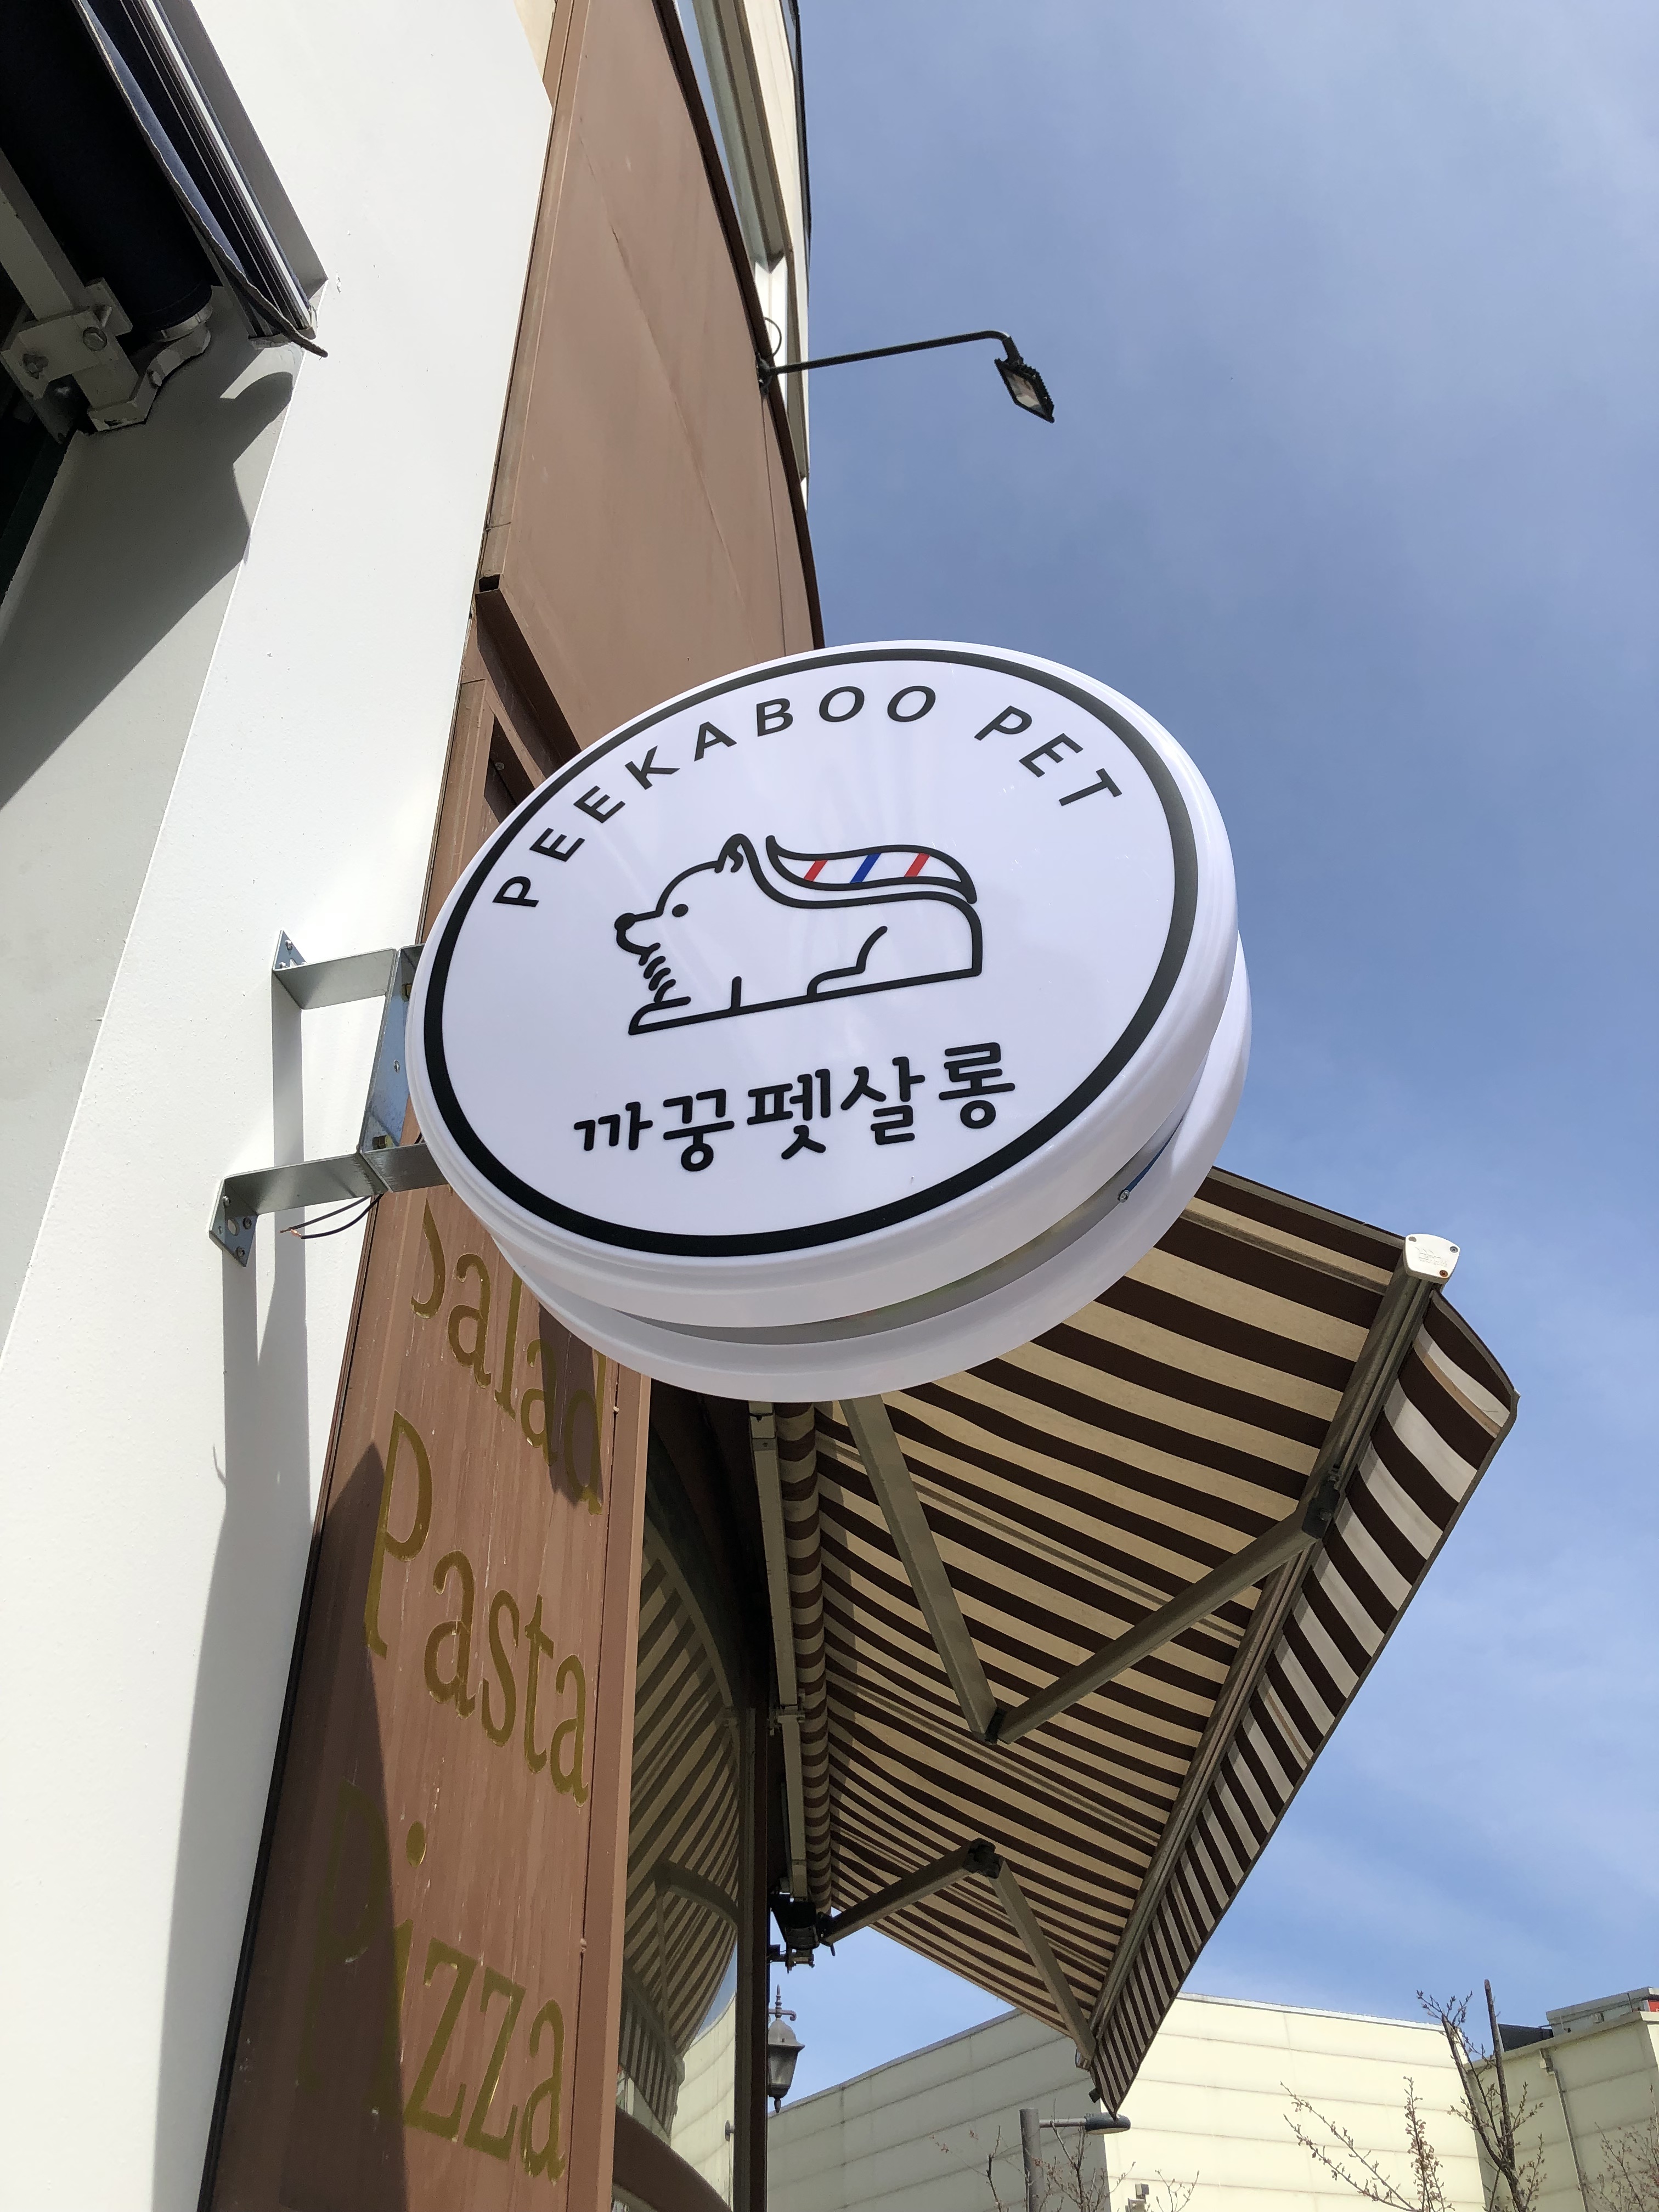 PEEKABOO PET
까꿍펫살롱
Salad
Pasta
Pizza